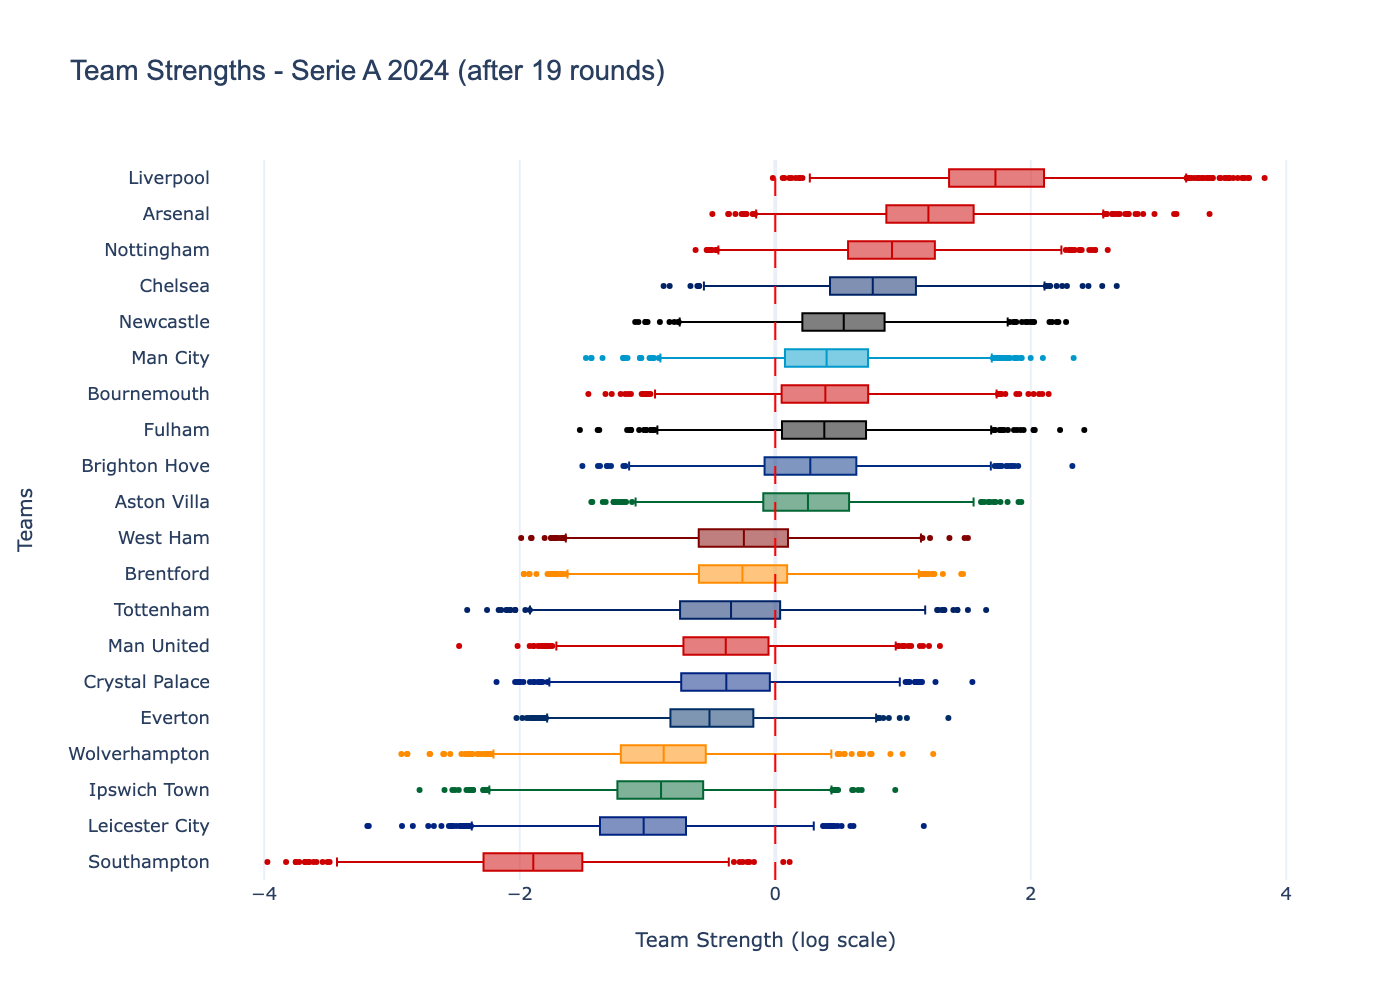 Team Strengths - Serie A 2024 (after 19 rounds)
Teams
Liverpool
Arsenal
Nottingham
Chelsea
Newcastle
Man City
Bournemouth
Fulham
Brighton Hove
Aston Villa
West Ham
Brentford
Tottenham
Man United
Crystal Palace
Everton
Wolverhampton
Ipswich Town
Leicester City
Southampton
−4 −2 0 2 4
Team Strength (log scale)